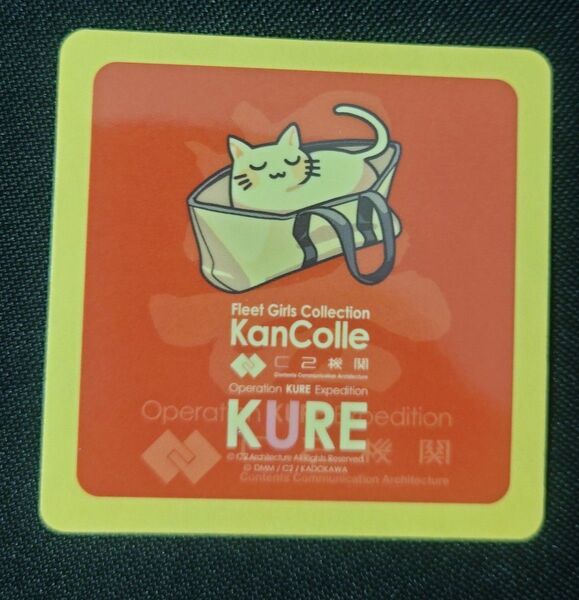 Fleet Girls Collection
KanColle
C2機関
Contents Communication Architecture
Operation KURE Expedition
KURE
Operation KURE Expedition
© C2 Architecture All Rights Reserved.
© DMM / C2 / KADOKAWA
機関
Contents Communication Architecture